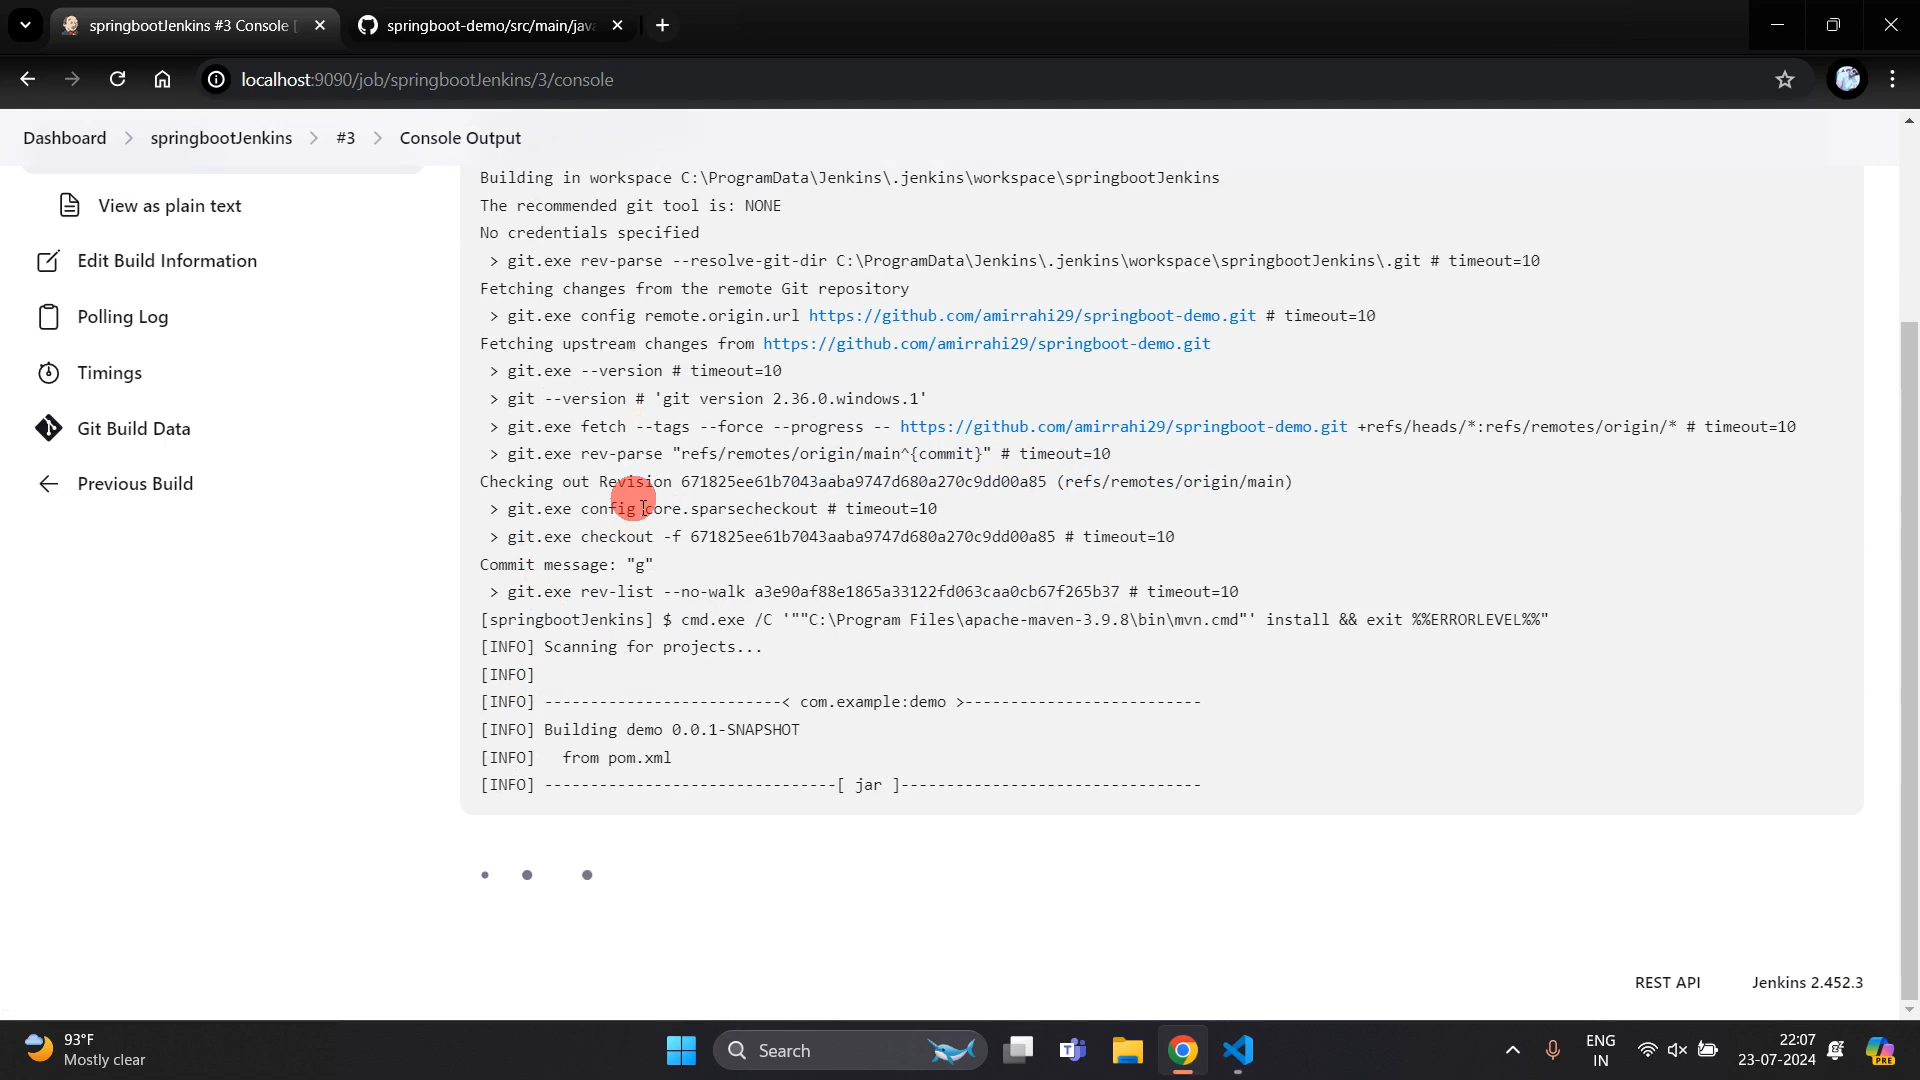 springbootJenkins #3 Console [
springboot-demo/src/main/java
localhost:9090/job/springbootJenkins/3/console
Dashboard
springbootJenkins
#3
Console Output
View as plain text
Edit Build Information
Polling Log
Timings
Git Build Data
Previous Build
Building in workspace C:\ProgramData\Jenkins\.jenkins\workspace\springbootJenkins
The recommended git tool is: NONE
No credentials specified
> git.exe rev-parse --resolve-git-dir C:\ProgramData\Jenkins\.jenkins\workspace\springbootJenkins\.git # timeout=10
Fetching changes from the remote Git repository
> git.exe config remote.origin.url https://github.com/amirrahi29/springboot-demo.git # timeout=10
Fetching upstream changes from https://github.com/amirrahi29/springboot-demo.git
> git.exe --version # timeout=10
> git --version # 'git version 2.36.0.windows.1'
> git.exe fetch --tags --force --progress -- https://github.com/amirrahi29/springboot-demo.git +refs/heads/*:refs/remotes/origin/* # timeout=10
> git.exe rev-parse "refs/remotes/origin/main^{commit}" # timeout=10
Checking out Revision 671825ee61b7043aaba9747d680a270c9dd00a85 (refs/remotes/origin/main)
> git.exe config core.sparsecheckout # timeout=10
> git.exe checkout -f 671825ee61b7043aaba9747d680a270c9dd00a85 # timeout=10
Commit message: "g"
> git.exe rev-list --no-walk a3e90af88e1865a33122fd063caa0cb67f265b37 # timeout=10
[springbootJenkins] $ cmd.exe /C '""C:\Program Files\apache-maven-3.9.8\bin\mvn.cmd"' install && exit %%ERRORLEVEL%%"
[INFO] Scanning for projects...
[INFO]
[INFO] --------------------------< com.example:demo >--------------------------
[INFO] Building demo 0.0.1-SNAPSHOT
[INFO]   from pom.xml
[INFO] --------------------------------[ jar ]---------------------------------
REST API
Jenkins 2.452.3
93°F
Mostly clear
Search
ENG
IN
22:07
23-07-2024
PRE